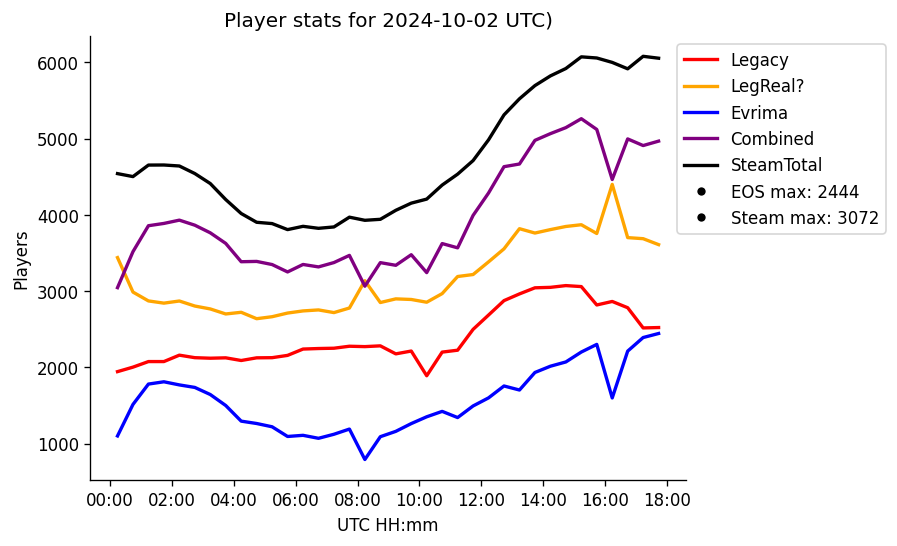 Player stats for 2024-10-02 UTC)
6000
5000
4000
3000
2000
1000
Players
00:00 02:00 04:00 06:00 08:00 10:00 12:00 14:00 16:00 18:00
UTC HH:mm
Legacy
LegReal?
Evrima
Combined
SteamTotal
EOS max: 2444
Steam max: 3072